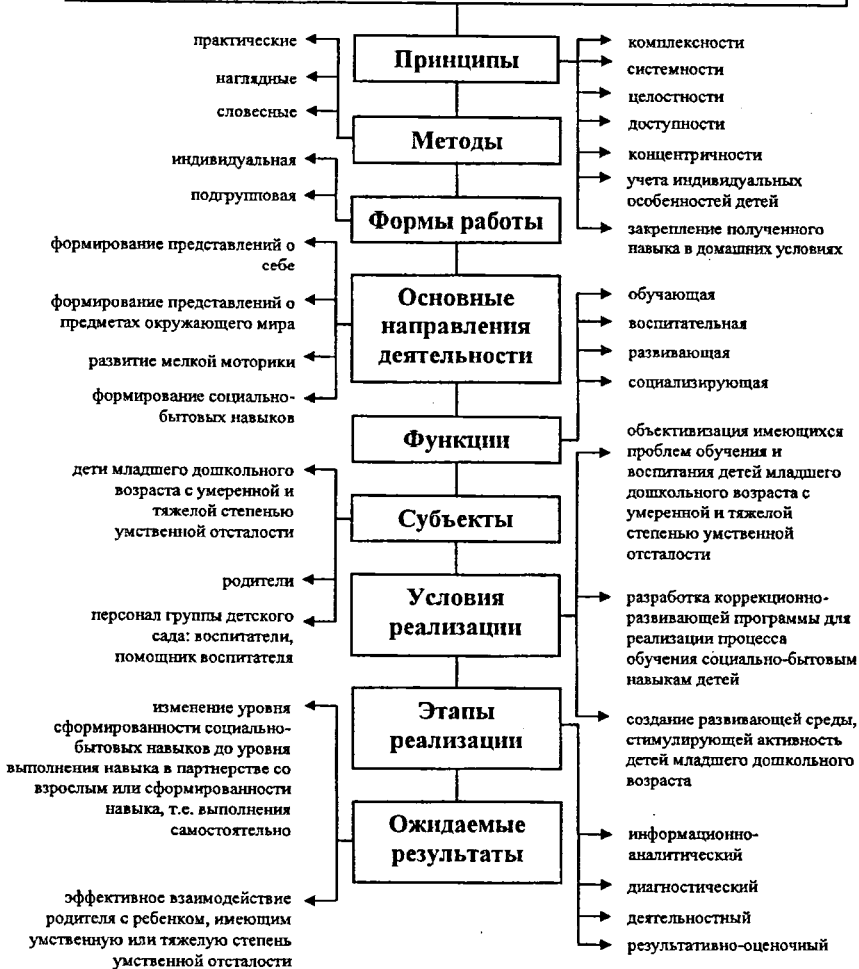 практические
наглядные
словесные
Принципы
комплексности
системности
целостности
доступности
концентричности
учета индивидуальных
особенностей детей
закрепление полученного
навыка в домашних условиях
Методы
индивидуальная
подгрупповая
Формы работы
формирование представлений о
себе
формирование представлений о
предметах окружающего мира
развитие мелкой моторики
формирование социально-
бытовых навыков
Основные
направления
деятельности
обучающая
воспитательная
развивающая
социализирующая
Функции
дети младшего дошкольного
возраста с умеренной и
тяжелой степенью
умственной отсталости
родители
персонал группы детского
сада: воспитатели,
помощник воспитателя
Субъекты
объективизация имеющихся
проблем обучения и
воспитания детей младшего
дошкольного возраста с
умеренной и тяжелой
степенью умственной
отсталости
разработка коррекционно-
развивающей программы для
реализации процесса
обучения социально-бытовым
навыкам детей
создание развивающей среды,
стимулирующей активность
детей младшего дошкольного
возраста
Условия
реализации
Этапы
реализации
изменение уровня
сформированности социально-
бытовых навыков до уровня
выполнения навыка в партнерстве со
взрослым или сформированности
навыка, т.е. выполнения
самостоятельно
эффективное взаимодействие
родителя с ребенком, имеющим
умственную или тяжелую степень
умственной отсталости
Ожидаемые
результаты
информационно-
аналитический
диагностический
деятельностный
результативно-оценочный